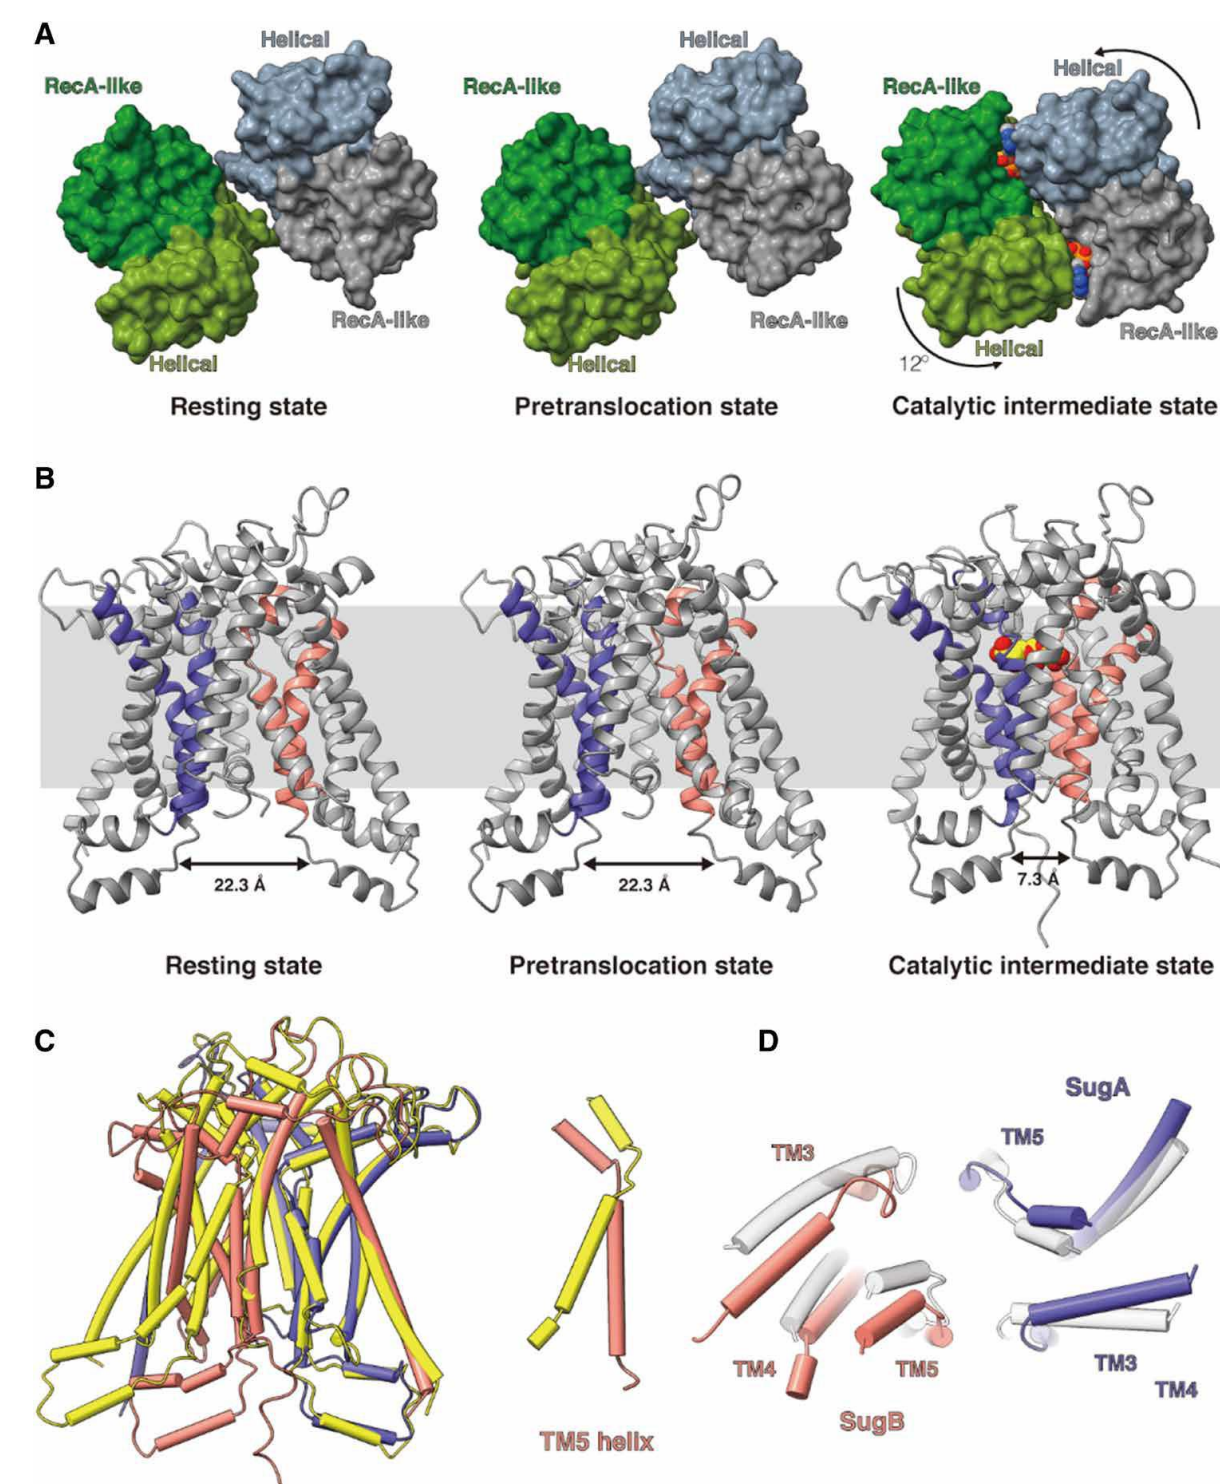 A
Helical
RecA-like
RecA-like
Helical
Resting state
Helical
RecA-like
RecA-like
Helical
Pretranslocation state
Helical
RecA-like
RecA-like
Helical
12°
Catalytic intermediate state
B
22.3 Å
22.3 Å
7.3 Å
Resting state
Pretranslocation state
Catalytic intermediate state
C
TM5 helix
D
SugA
TM5
TM3
TM3
TM4
TM4
TM5
SugB